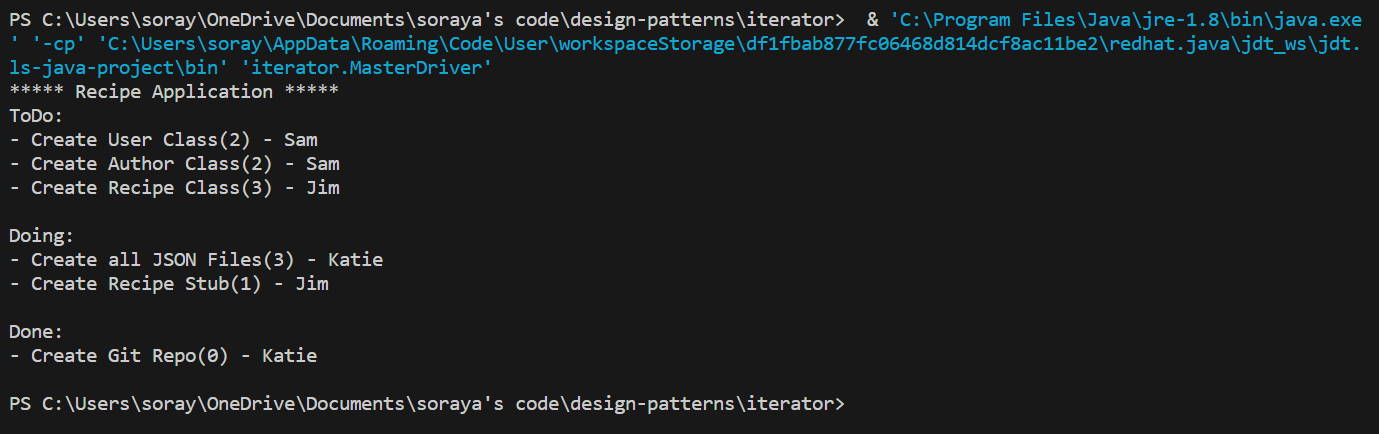 PS C:\Users\soray\OneDrive\Documents\soraya's code\design-patterns\iterator>  & 'C:\Program Files\Java\jre-1.8\bin\java.exe
' '-cp' 'C:\Users\soray\AppData\Roaming\Code\User\workspaceStorage\df1fbab877fc06468d814dcf8ac11be2\redhat.java\jdt_ws\jdt.
ls-java-project\bin' 'iterator.MasterDriver'
***** Recipe Application *****
ToDo:
- Create User Class(2) - Sam
- Create Author Class(2) - Sam
- Create Recipe Class(3) - Jim

Doing:
- Create all JSON Files(3) - Katie
- Create Recipe Stub(1) - Jim

Done:
- Create Git Repo(0) - Katie

PS C:\Users\soray\OneDrive\Documents\soraya's code\design-patterns\iterator>